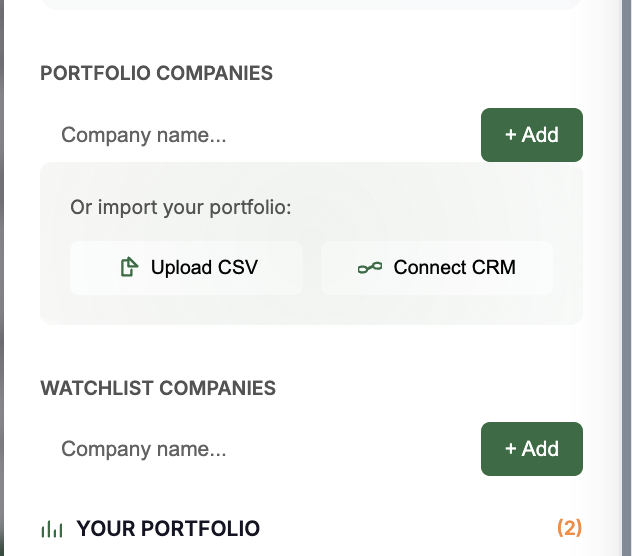 PORTFOLIO COMPANIES
Company name...
+ Add
Or import your portfolio:
Upload CSV
Connect CRM
WATCHLIST COMPANIES
Company name...
+ Add
YOUR PORTFOLIO
(2)